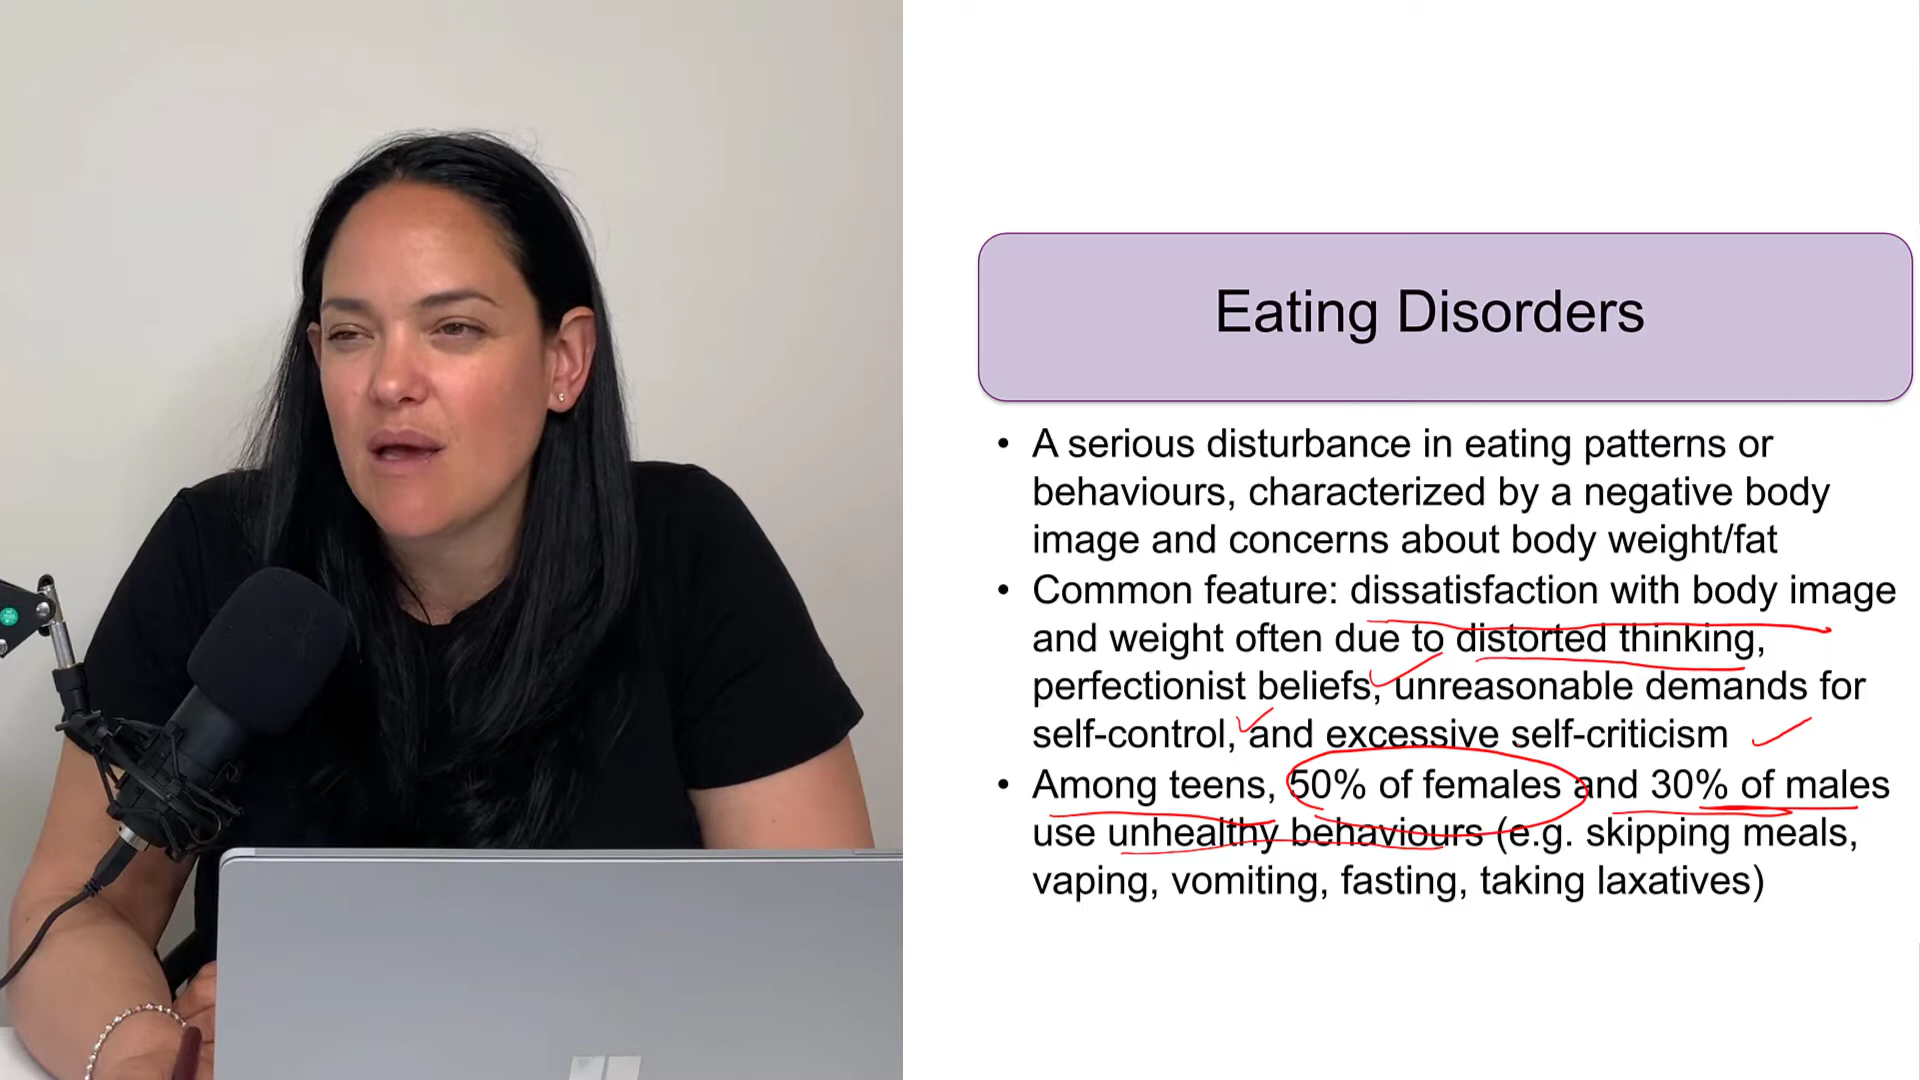 Eating Disorders
• A serious disturbance in eating patterns or
behaviours, characterized by a negative body
image and concerns about body weight/fat
• Common feature: dissatisfaction with body image
and weight often due to distorted thinking,
perfectionist beliefs, unreasonable demands for
self-control, and excessive self-criticism
• Among teens, 50% of females and 30% of males
use unhealthy behaviours (e.g. skipping meals,
vaping, vomiting, fasting, taking laxatives)